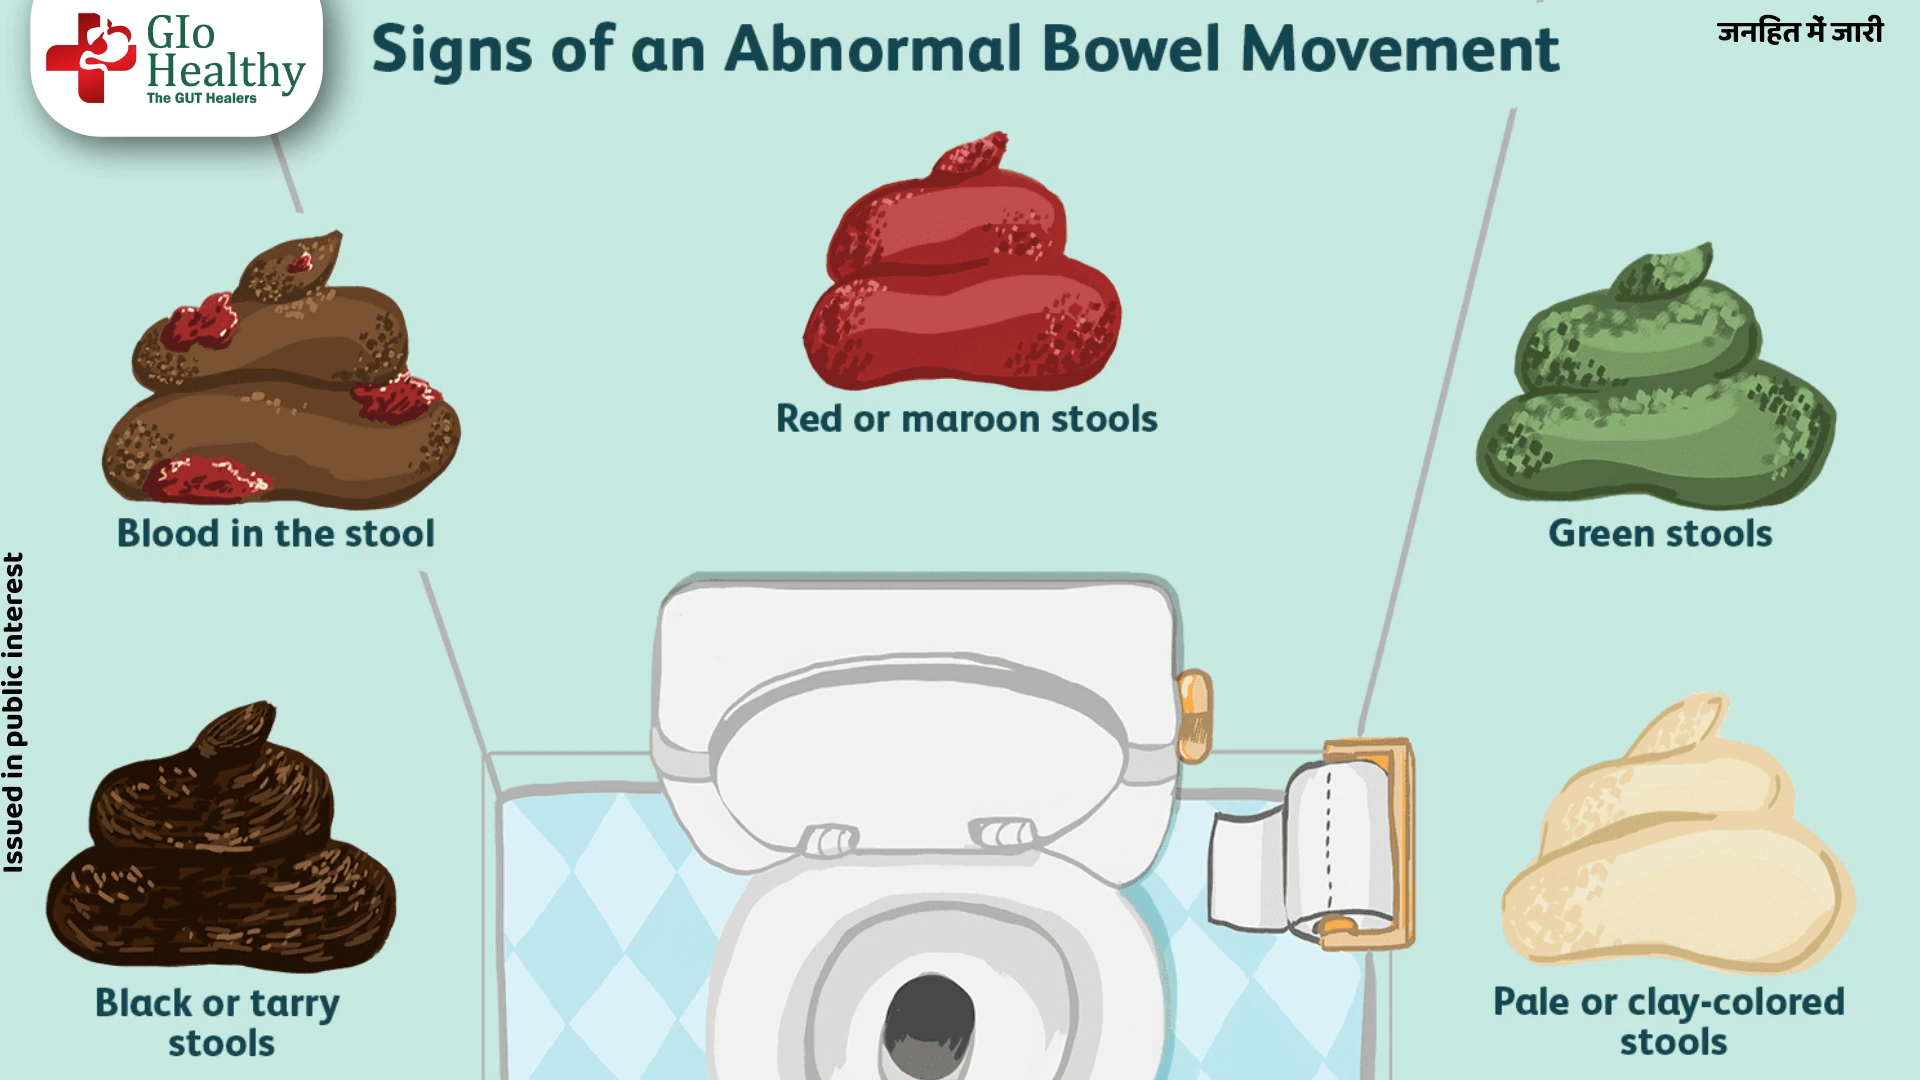 GIo
Healthy
The GUT Healers
Signs of an Abnormal Bowel Movement
जनहित में जारी
Red or maroon stools
Blood in the stool
Green stools
Issued in public interest
Black or tarry
stools
Pale or clay-colored
stools